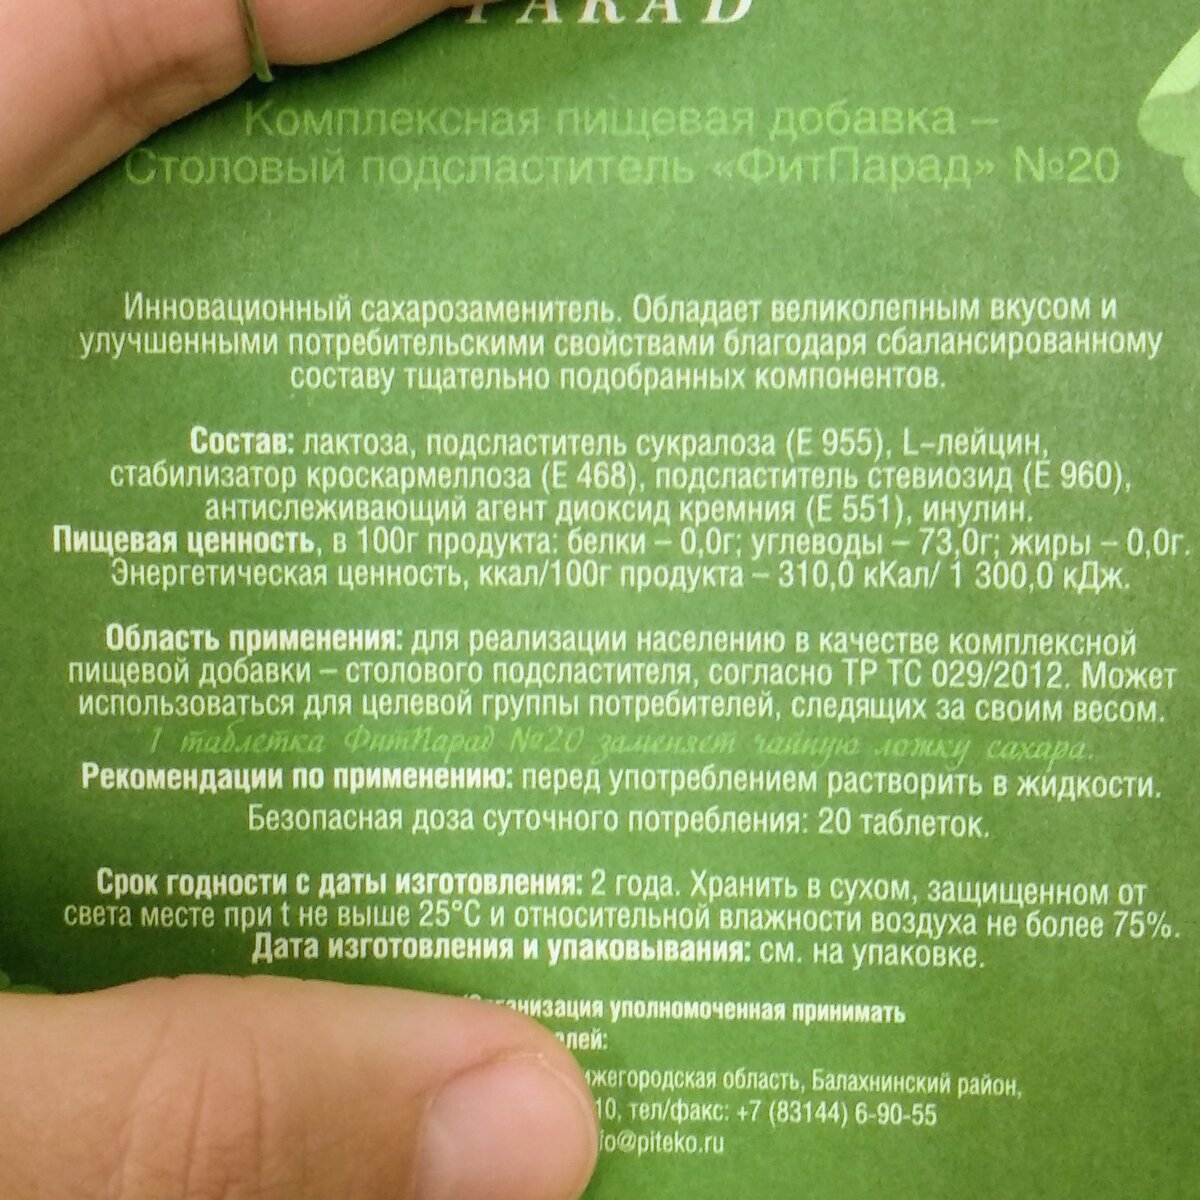 PARAD
Комплексная пищевая добавка –
Столовый подсластитель «ФитПарад» №20
Инновационный сахарозаменитель. Обладает великолепным вкусом и
улучшенными потребительскими свойствами благодаря сбалансированному
составу тщательно подобранных компонентов.
Состав: лактоза, подсластитель сукралоза (Е 955), L–лейцин,
стабилизатор кроскармеллоза (Е 468), подсластитель стевиозид (Е 960),
антислеживающий агент диоксид кремния (Е 551), инулин.
Пищевая ценность, в 100г продукта: белки – 0,0г; углеводы – 73,0г; жиры – 0,0г.
Энергетическая ценность, ккал/100г продукта – 310,0 кКал/ 1 300,0 кДж.
Область применения: для реализации населению в качестве комплексной
пищевой добавки – столового подсластителя, согласно ТР ТС 029/2012. Может
использоваться для целевой группы потребителей, следящих за своим весом.
1 таблетка ФитПарад №20 заменяет чайную ложку сахара.
Рекомендации по применению: перед употреблением растворить в жидкости.
Безопасная доза суточного потребления: 20 таблеток.
Срок годности с даты изготовления: 2 года. Хранить в сухом, защищенном от
света месте при t не выше 25°С и относительной влажности воздуха не более 75%.
Дата изготовления и упаковывания: см. на упаковке.
уполномоченная принимать
область, Балахнинский район,
10, тел/факс: +7 (83144) 6-90-55
o@piteko.ru